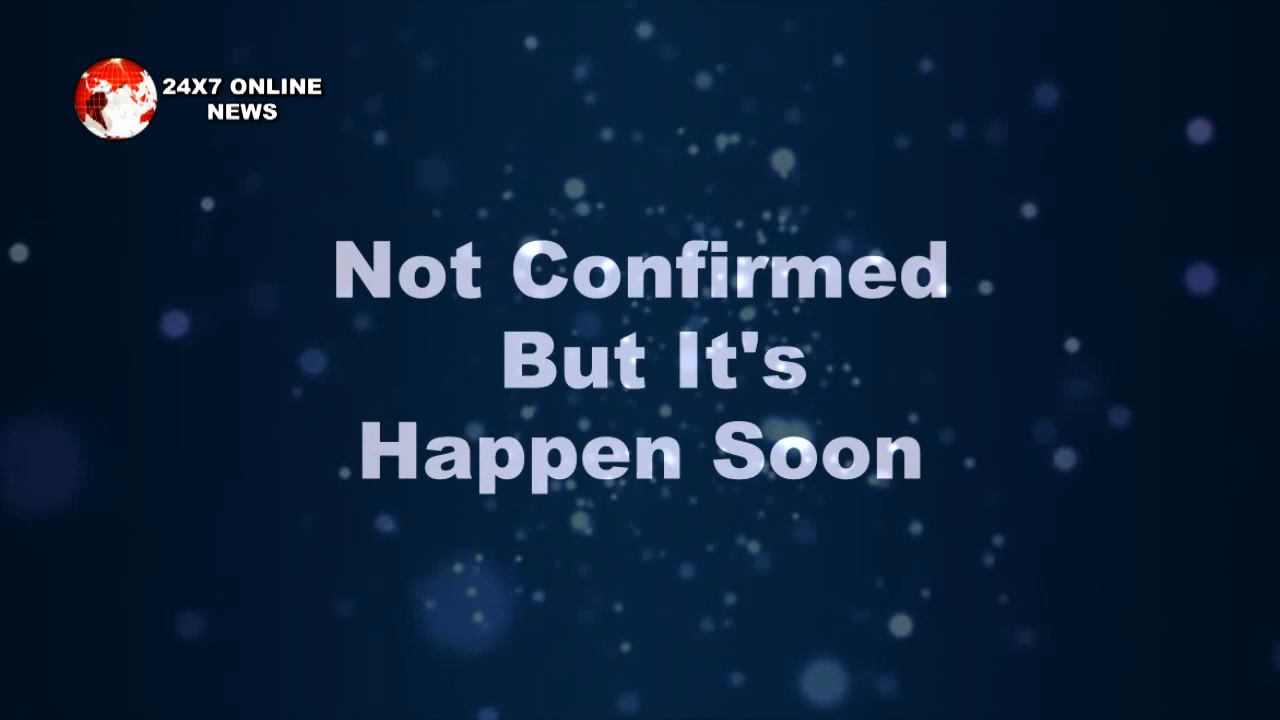 24X7 ONLINE
NEWS
Not Confirmed
But It's
Happen Soon